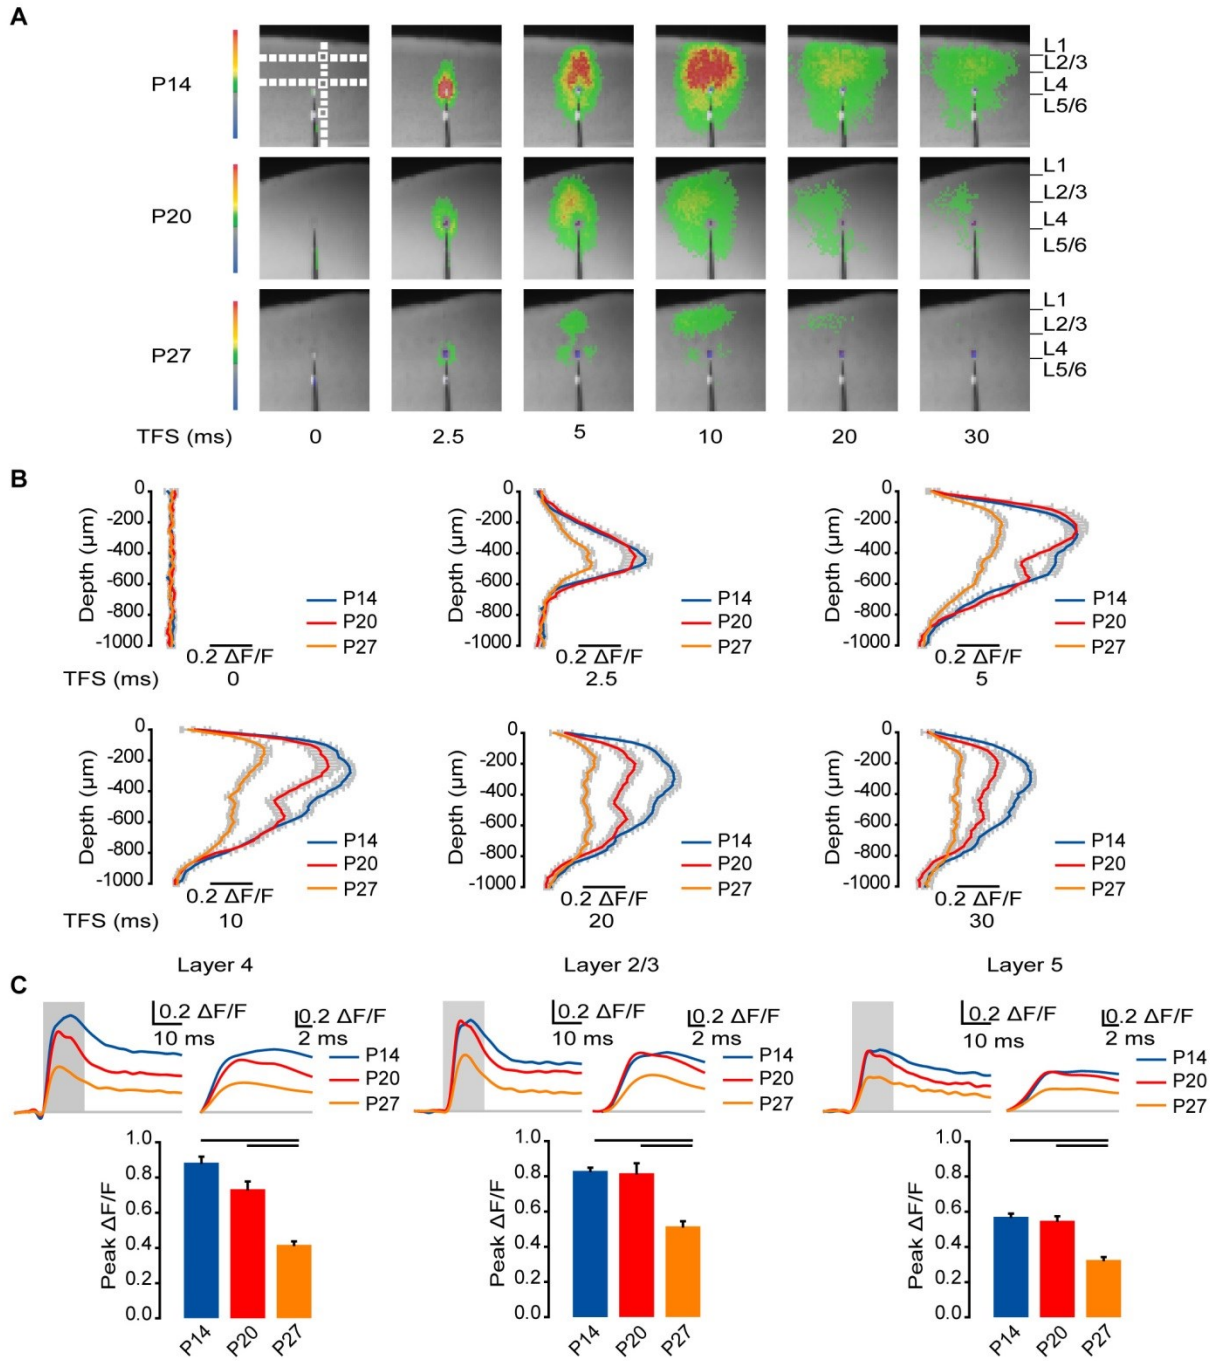 A
P14
L1
L2/3
L4
L5/6
P20
L1
L2/3
L4
L5/6
P27
L1
L2/3
L4
L5/6
TFS (ms) 0 2.5 5 10 20 30
B
0
-200
-400
-600
-800
-1000
Depth (µm)
P14
P20
P27
0.2 ΔF/F
TFS (ms) 0
0
-200
-400
-600
-800
-1000
Depth (µm)
P14
P20
P27
0.2 ΔF/F
2.5
0
-200
-400
-600
-800
-1000
Depth (µm)
P14
P20
P27
0.2 ΔF/F
5
0
-200
-400
-600
-800
-1000
Depth (µm)
P14
P20
P27
0.2 ΔF/F
TFS (ms) 10
0
-200
-400
-600
-800
-1000
Depth (µm)
P14
P20
P27
0.2 ΔF/F
20
0
-200
-400
-600
-800
-1000
Depth (µm)
P14
P20
P27
0.2 ΔF/F
30
C
Layer 4
0.2 ΔF/F
10 ms
0.2 ΔF/F
2 ms
P14
P20
P27
Layer 2/3
0.2 ΔF/F
10 ms
0.2 ΔF/F
2 ms
P14
P20
P27
Layer 5
0.2 ΔF/F
10 ms
0.2 ΔF/F
2 ms
P14
P20
P27
1.0
0.8
0.6
0.4
0.2
0.0
Peak ΔF/F
P14 P20 P27
1.0
0.8
0.6
0.4
0.2
0.0
Peak ΔF/F
P14 P20 P27
1.0
0.8
0.6
0.4
0.2
0.0
Peak ΔF/F
P14 P20 P27